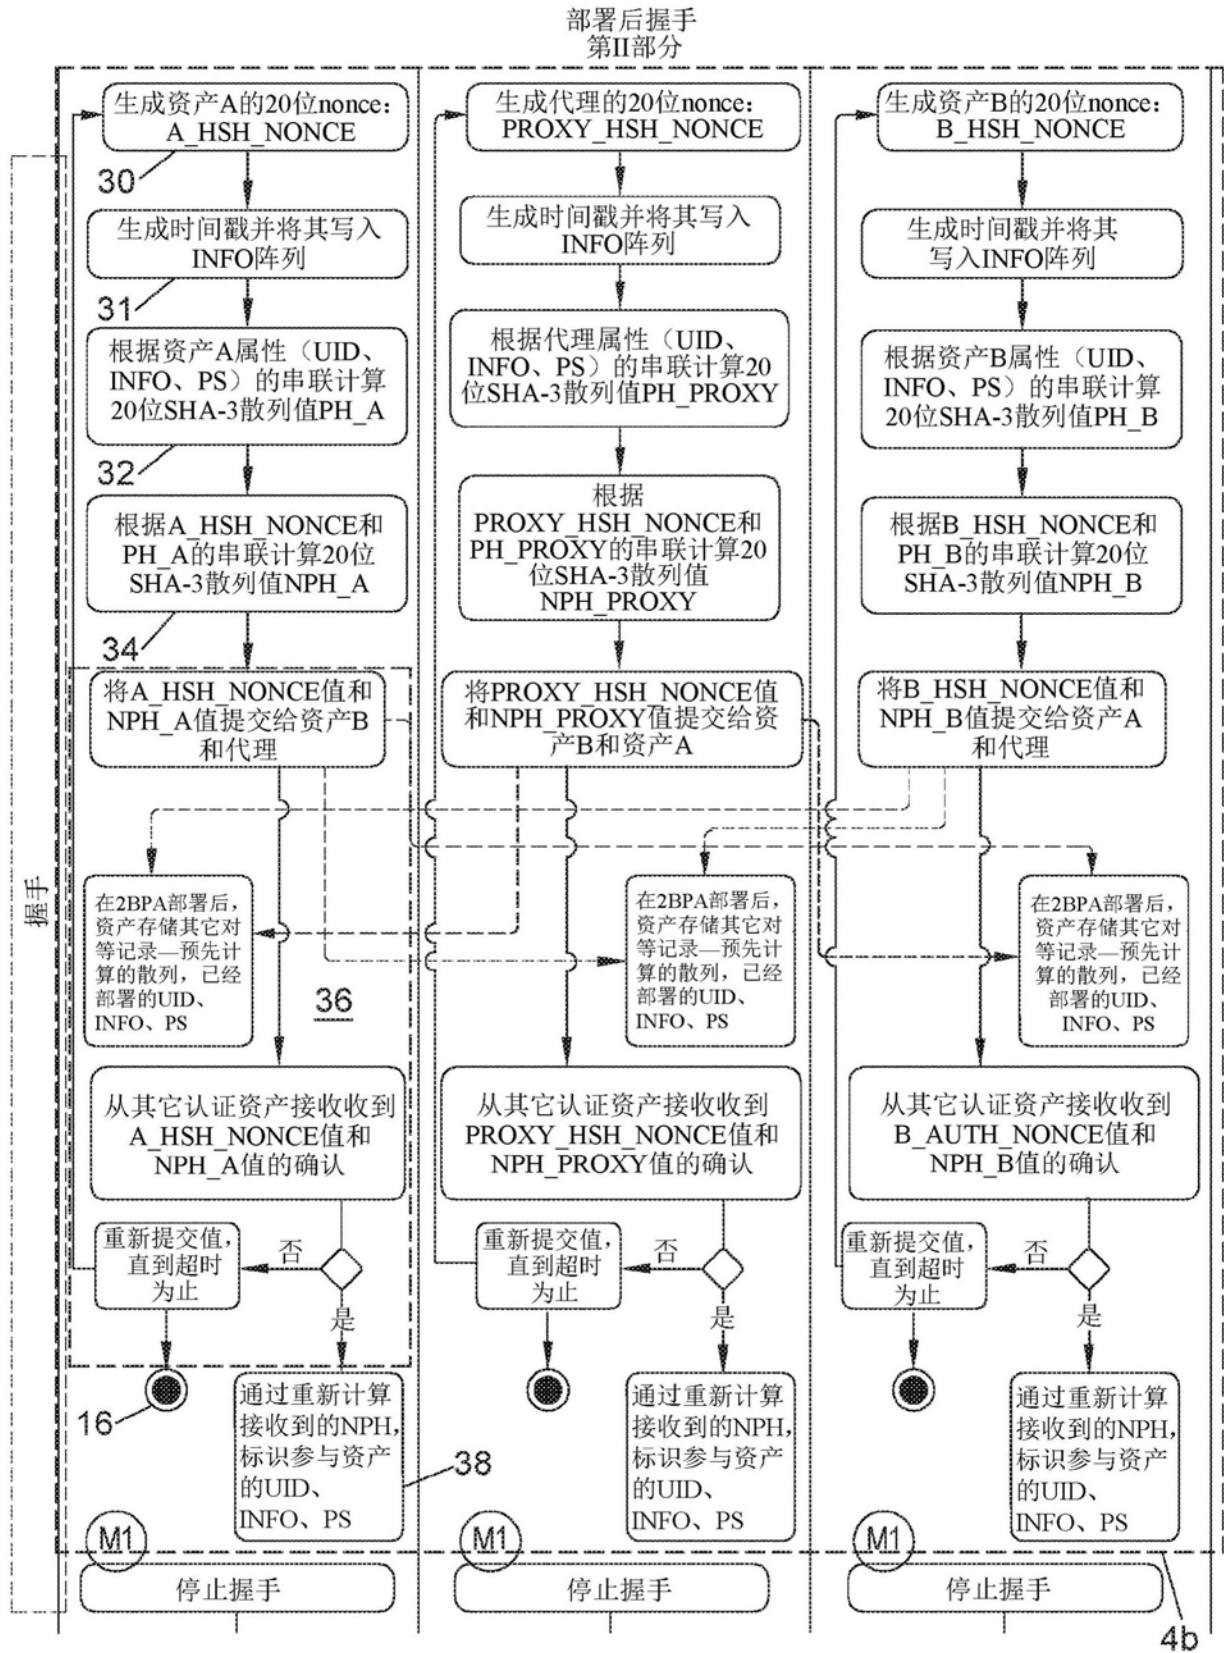 部署后握手
第II部分
生成资产A的20位nonce：
A_HSH_NONCE
30
生成时间戳并将其写入
INFO阵列
31
根据资产A属性（UID、
INFO、PS）的串联计算
20位SHA-3散列值PH_A
32
根据A_HSH_NONCE和
PH_A的串联计算20位
SHA-3散列值NPH_A
34
将A_HSH_NONCE值和
NPH_A值提交给资产B
和代理
在2BPA部署后，
资产存储其它对
等记录—预先计
算的散列，已经
部署的UID、
INFO、PS
36
从其它认证资产接收收到
A_HSH_NONCE值和
NPH_A值的确认
重新提交值，
直到超时
为止
否
是
16
通过重新计算
接收到的NPH，
标识参与资产
的UID、
INFO、PS
38
M1
停止握手
握手
生成代理的20位nonce：
PROXY_HSH_NONCE
生成时间戳并将其写入
INFO阵列
根据代理属性（UID、
INFO、PS）的串联计算20
位SHA-3散列值PH_PROXY
根据
PROXY_HSH_NONCE和
PH_PROXY的串联计算20
位SHA-3散列值
NPH_PROXY
将PROXY_HSH_NONCE值
和NPH_PROXY值提交给资
产B和资产A
在2BPA部署后，
资产存储其它对
等记录—预先计
算的散列，已经
部署的UID、
INFO、PS
从其它认证资产接收收到
PROXY_HSH_NONCE值和
NPH_PROXY值的确认
重新提交值，
直到超时
为止
否
是
通过重新计算
接收到的NPH，
标识参与资产
的UID、
INFO、PS
M1
停止握手
生成资产B的20位nonce：
B_HSH_NONCE
生成时间戳并将其
写入INFO阵列
根据资产B属性（UID、
INFO、PS）的串联计算
20位SHA-3散列值PH_B
根据B_HSH_NONCE和
PH_B的串联计算20位
SHA-3散列值NPH_B
将B_HSH_NONCE值和
NPH_B值提交给资产A
和代理
在2BPA部署后，
资产存储其它对
等记录—预先计
算的散列，已经
部署的UID、
INFO、PS
从其它认证资产接收收到
B_AUTH_NONCE值和
NPH_B值的确认
重新提交值，
直到超时
为止
否
是
通过重新计算
接收到的NPH，
标识参与资产
的UID、
INFO、PS
M1
停止握手
4b